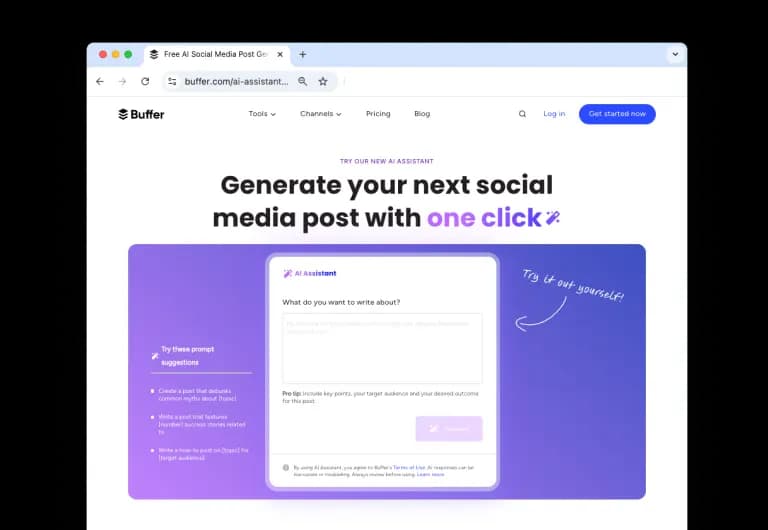 Free AI Social Media Post Ge
buffer.com/ai-assistant...
Buffer
Tools
Channels
Pricing
Blog
Log in
Get started now
TRY OUR NEW AI ASSISTANT
Generate your next social
media post with one click
AI Assistant
What do you want to write about?
Pro tip: Include key points, your target audience and your desired outcome
for this post
By using AI Assistant, you agree to Buffer's Terms of Use. AI responses can be
inaccurate or misleading. Always review before using. Learn more
Try these prompt
suggestions
Create a post that debunks
common myths about [topic]
Write a post that features
[number] success stories related
to
Write a how-to post on [topic] for
[target audience]
Try it out yourself!